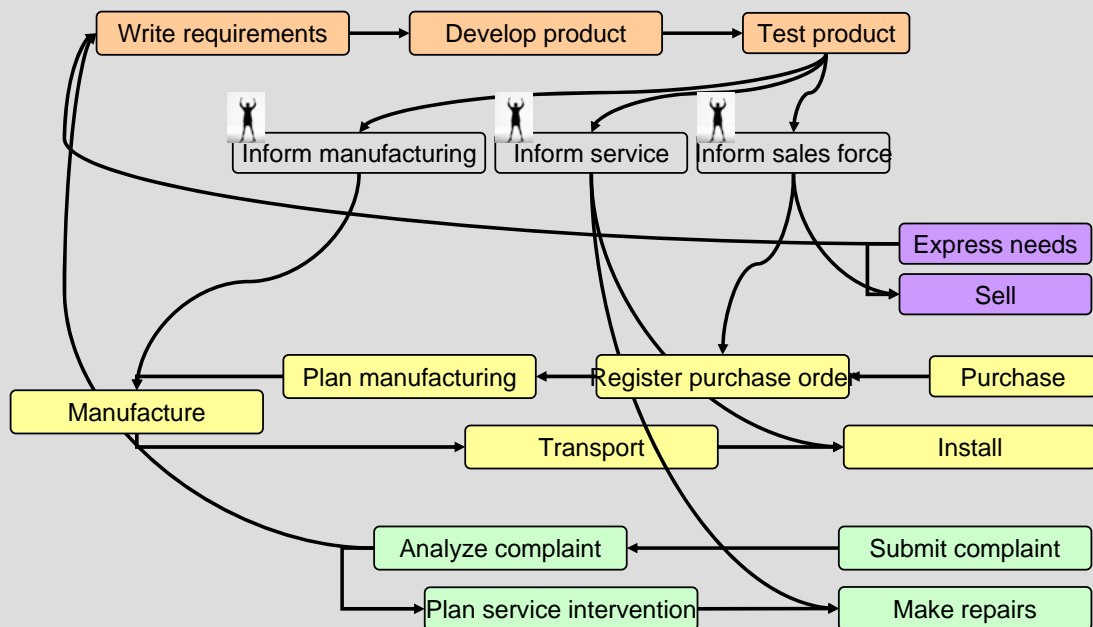 Write requirements
Develop product
Test product
Inform manufacturing
Inform service
Inform sales force
Express needs
Sell
Plan manufacturing
Register purchase order
Purchase
Manufacture
Transport
Install
Analyze complaint
Submit complaint
Plan service intervention
Make repairs